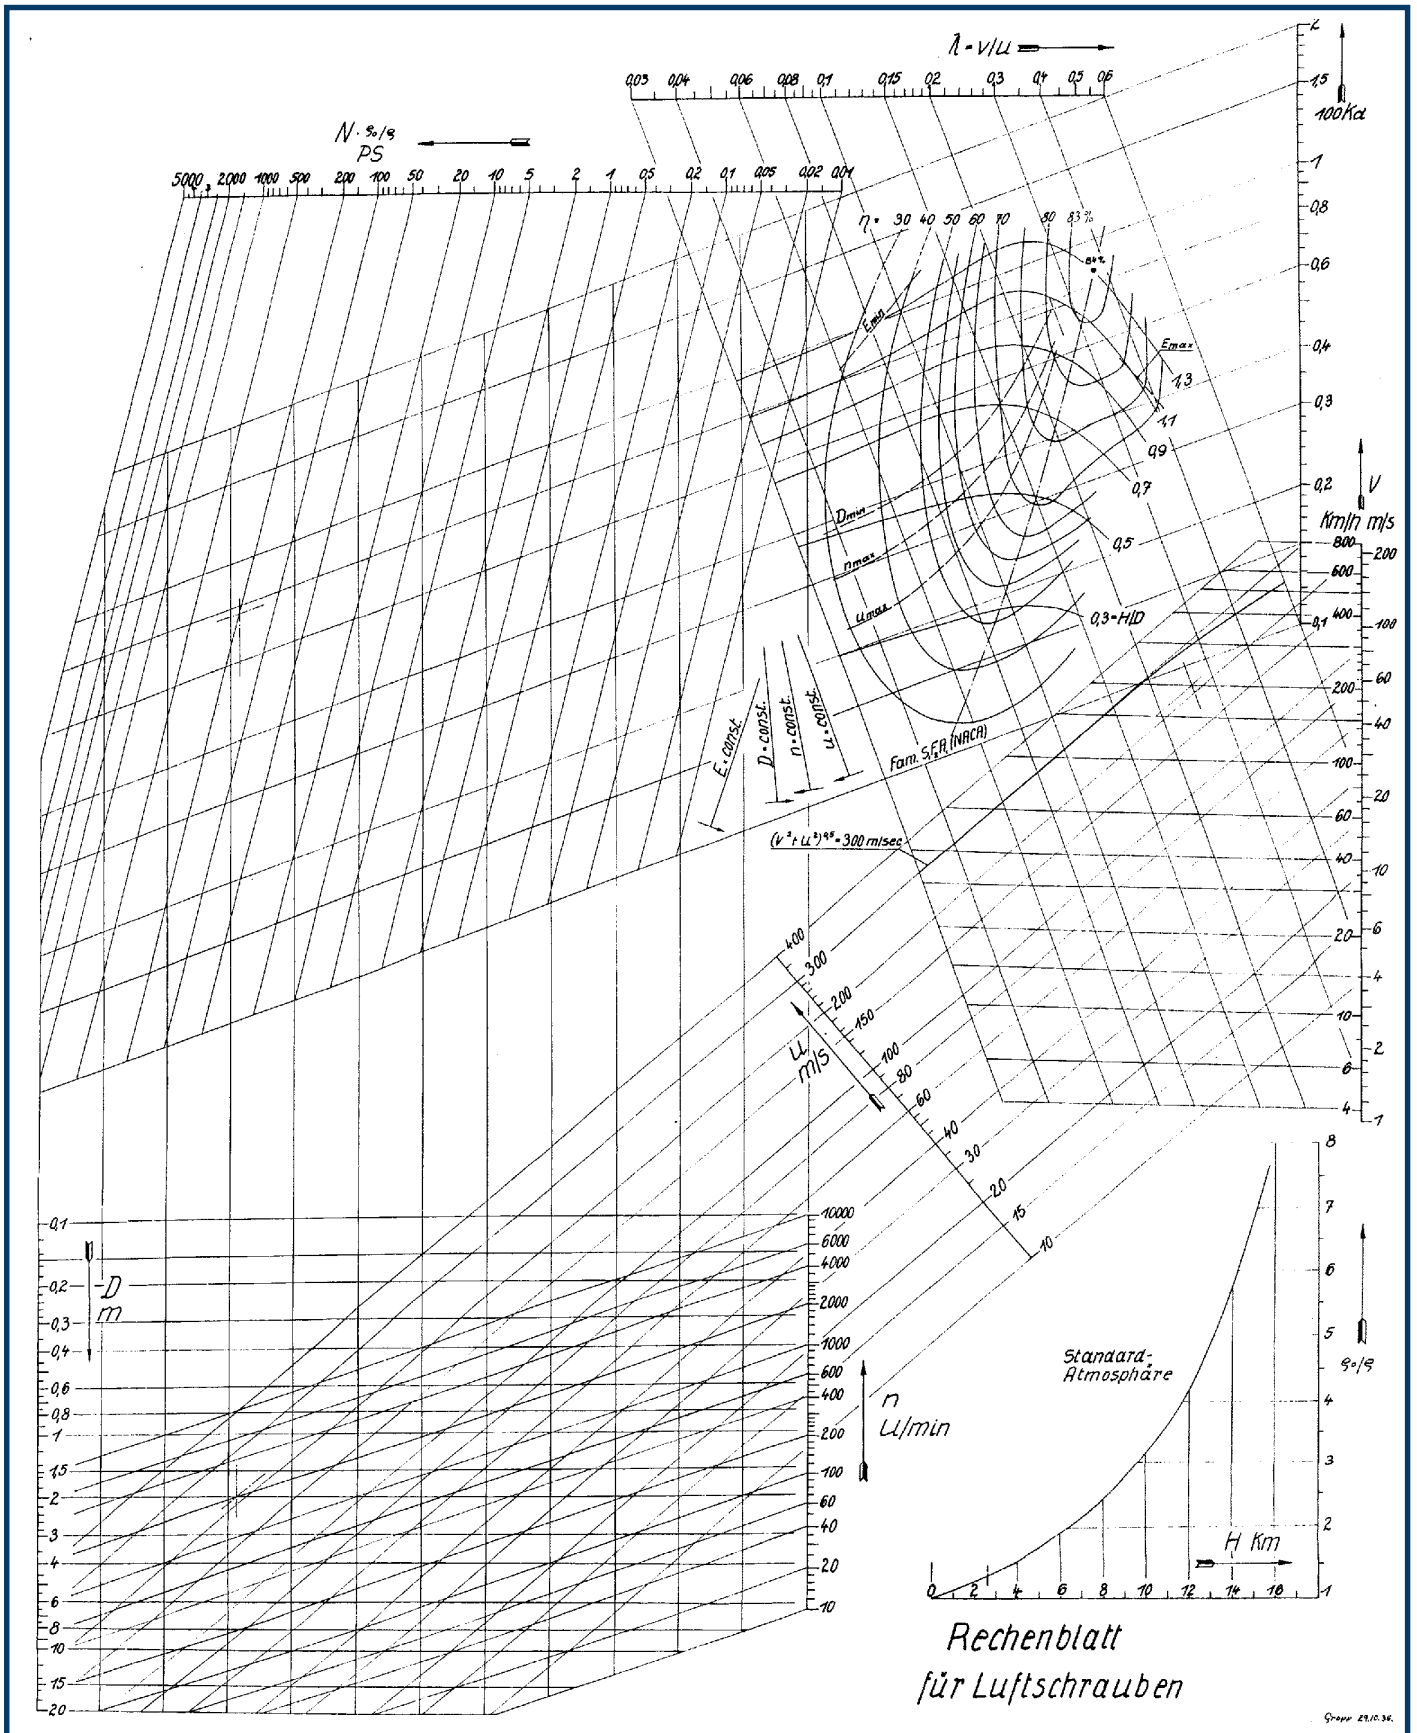 λ = v/u
0,03 0,04 0,06 0,08 0,1 0,15 0,2 0,3 0,4 0,5 0,6
N · ϱ₀/ϱ
PS
5000 2000 1000 500 200 100 50 20 10 5 2 1 0,5 0,2 0,1 0,05 0,02 0,01
2
1,5
100 Kd
1
0,8
0,6
0,4
0,3
0,2
0,1
η = 30 40 50 60 70 80 83%
84%
Emin
Emax
1,3
1,1
0,9
0,7
0,5
0,3=H/D
Dmin
nmax
umax
E=const.
D=const.
n=const.
u=const.
(v²+u²)⁰·⁵=300 m/sec
V
Km/h m/s
800
600
400
200
100
60
40
20
10
6
4
200
100
60
40
20
10
6
4
2
1
400
300
200
150
100
80
60
40
30
20
15
10
u
m/s
0,1
0,2
0,3
0,4
0,6
0,8
1
1,5
2
3
4
6
8
10
15
20
D
m
10000
6000
4000
2000
1000
600
400
200
100
60
40
20
10
n
U/min
8
7
6
5
4
3
2
1
ϱ₀/ϱ
Standard-
Atmosphäre
H Km
0 2 4 6 8 10 12 14 16
Rechenblatt
für Luftschrauben